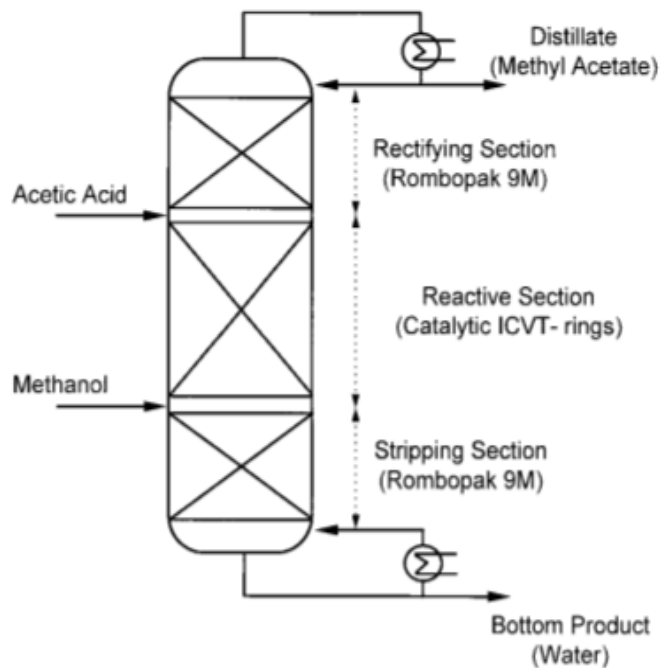 Distillate
(Methyl Acetate)
Rectifying Section
(Rombopak 9M)
Acetic Acid
Reactive Section
(Catalytic ICVT- rings)
Methanol
Stripping Section
(Rombopak 9M)
Bottom Product
(Water)